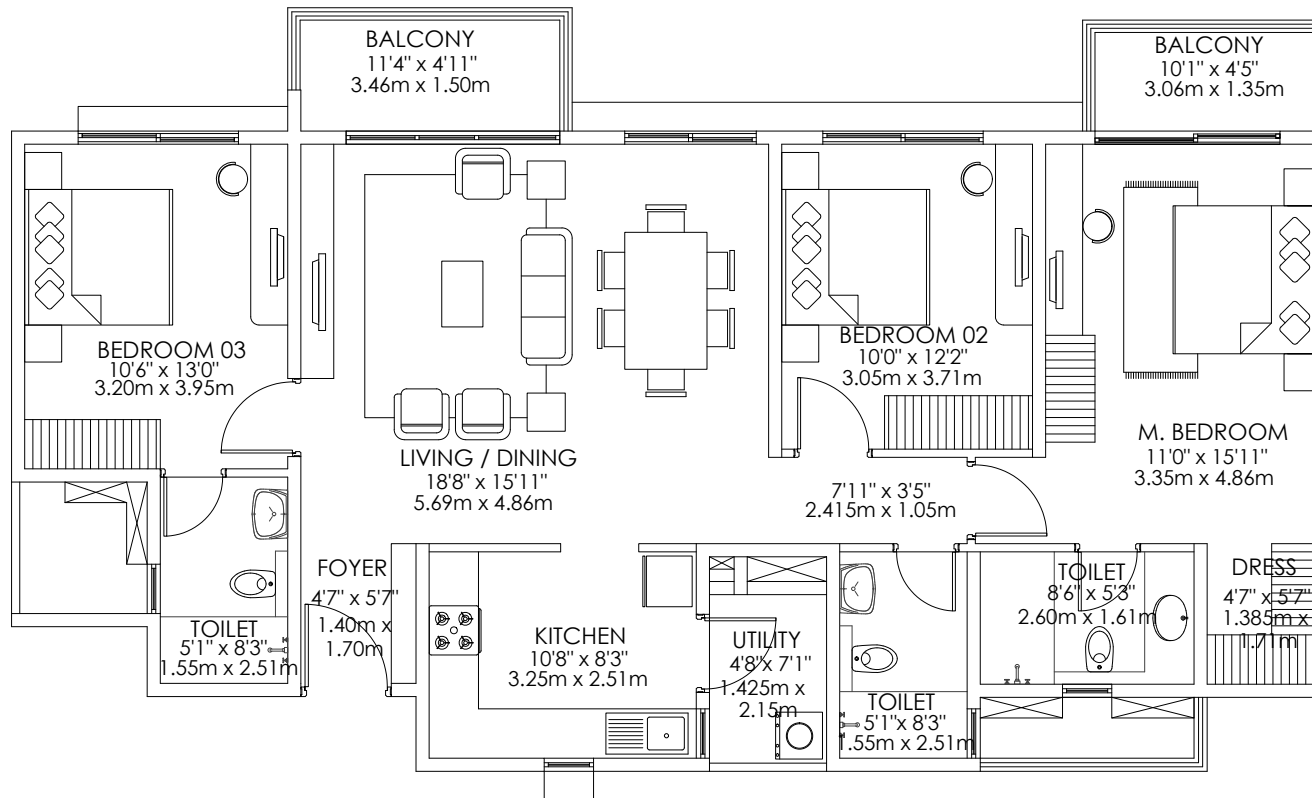 BALCONY
11'4" x 4'11"
3.46m x 1.50m
BALCONY
10'1" x 4'5"
3.06m x 1.35m
BEDROOM 03
10'6" x 13'0"
3.20m x 3.95m
BEDROOM 02
10'0" x 12'2"
3.05m x 3.71m
LIVING / DINING
18'8" x 15'11"
5.69m x 4.86m
M. BEDROOM
11'0" x 15'11"
3.35m x 4.86m
7'11" x 3'5"
2.415m x 1.05m
FOYER
4'7" x 5'7"
1.40m x
1.70m
TOILET
5'1" x 8'3"
1.55m x 2.51m
KITCHEN
10'8" x 8'3"
3.25m x 2.51m
UTILITY
4'8"x 7'1"
1.425m x
2.15m
TOILET
8'6" x 5'3"
2.60m x 1.61m
DRESS
4'7" x 5'7"
1.385m x
1.71m
TOILET
5'1"x 8'3"
1.55m x 2.51m